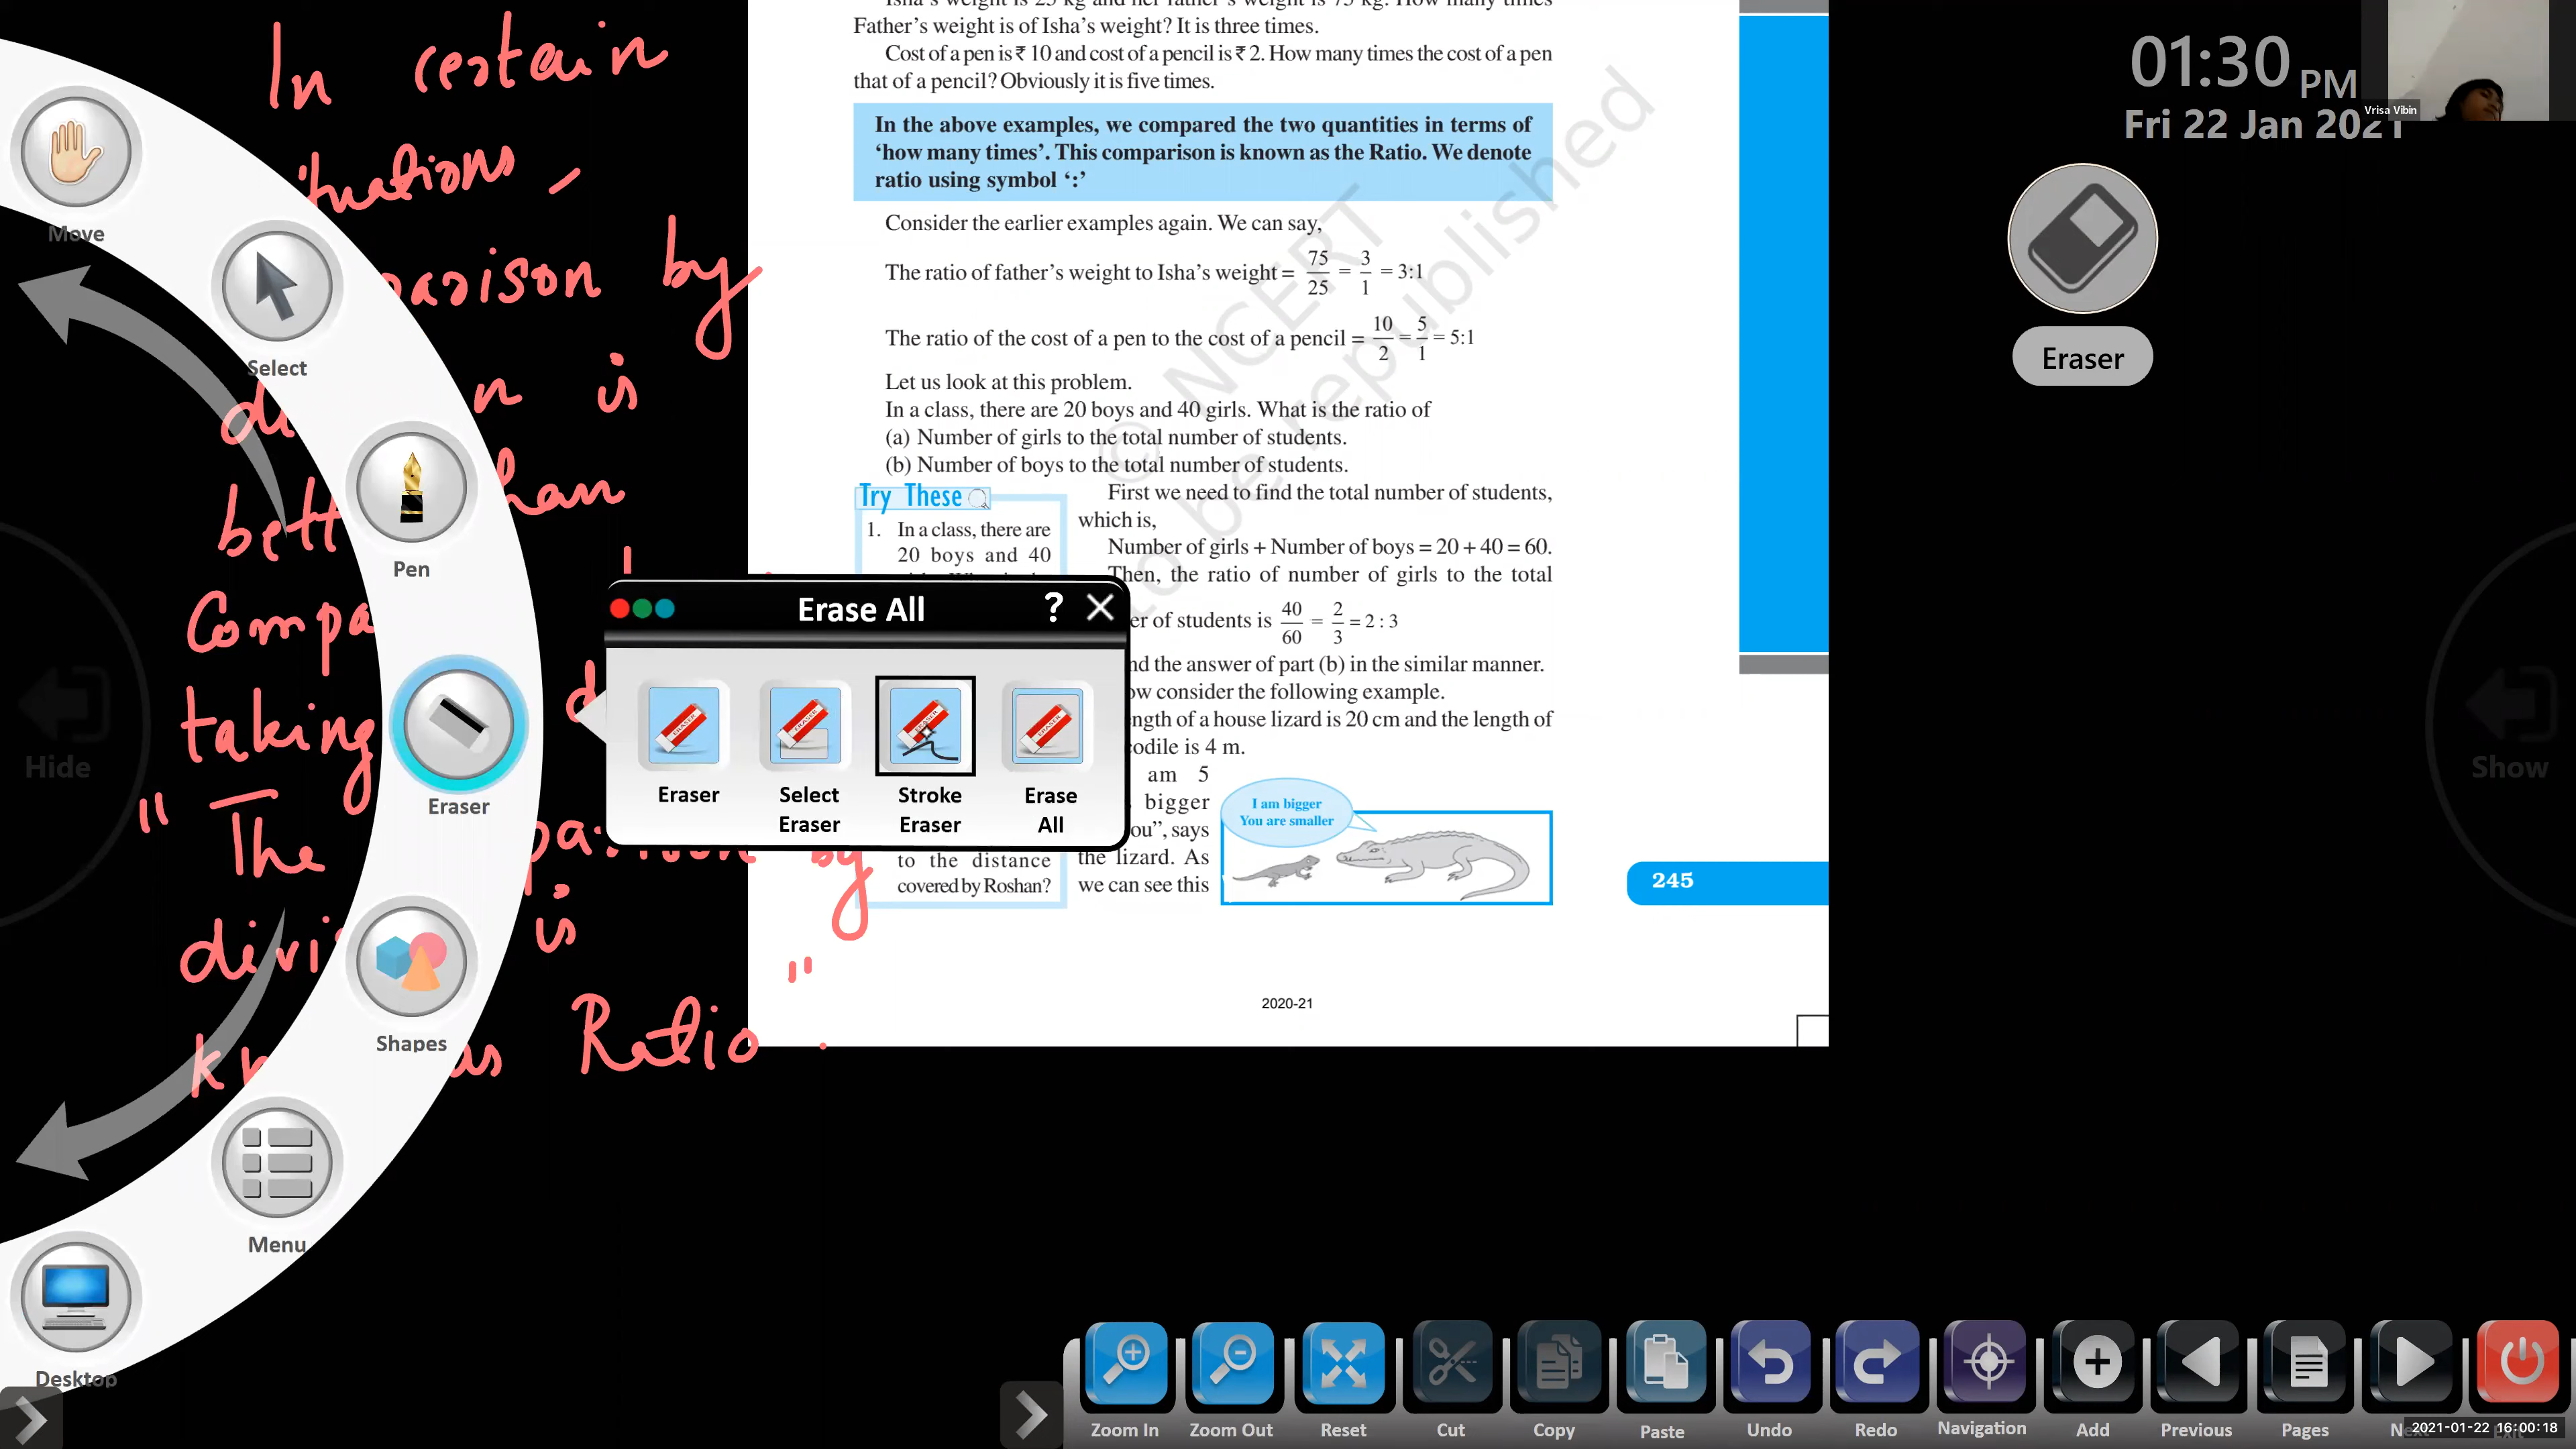 In certain
tuations,
parison by
is
han
Compa
taking
" The
by
divi is
as Ratio "
Move
Select
Pen
Eraser
Shapes
Menu
Desktop
Hide
Isha's weight is 25 kg and her father's weight is 75 kg. How many times
Father's weight is of Isha's weight? It is three times.
Cost of a pen is ₹ 10 and cost of a pencil is ₹ 2. How many times the cost of a pen
that of a pencil? Obviously it is five times.
In the above examples, we compared the two quantities in terms of
‘how many times’. This comparison is known as the Ratio. We denote
ratio using symbol ‘:’
Consider the earlier examples again. We can say,
The ratio of father's weight to Isha's weight = 75/25 = 3/1 = 3:1
The ratio of the cost of a pen to the cost of a pencil = 10/2 = 5/1 = 5:1
Let us look at this problem.
In a class, there are 20 boys and 40 girls. What is the ratio of
(a) Number of girls to the total number of students.
(b) Number of boys to the total number of students.
Try These
1. In a class, there are
20 boys and 40
to the distance
covered by Roshan?
First we need to find the total number of students,
which is,
Number of girls + Number of boys = 20 + 40 = 60.
Then, the ratio of number of girls to the total
er of students is 40/60 = 2/3 = 2 : 3
nd the answer of part (b) in the similar manner.
ow consider the following example.
ength of a house lizard is 20 cm and the length of
codile is 4 m.
am 5
bigger
ou”, says
the lizard. As
we can see this
I am bigger
You are smaller
245
2020-21
© NCERT
to be republished
Erase All ? X
Eraser
Select Eraser
Stroke Eraser
Erase All
01:30 PM
Fri 22 Jan 2021
Vrisa Vibin
Eraser
Show
Zoom In Zoom Out Reset Cut Copy Paste Undo Redo Navigation Add Previous Pages
2021-01-22 16:00:18